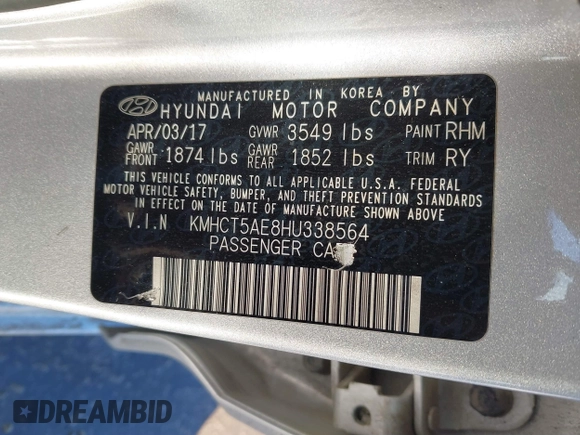 MANUFACTURED IN KOREA BY
HYUNDAI MOTOR COMPANY
APR/03/17 GVWR 3549 lbs PAINT RHM
GAWR FRONT 1874 lbs GAWR REAR 1852 lbs TRIM RY
THIS VEHICLE CONFORMS TO ALL APPLICABLE U.S.A. FEDERAL
MOTOR VEHICLE SAFETY, BUMPER, AND THEFT PREVENTION STANDARDS
IN EFFECT ON THE DATE OF MANUFACTURE SHOWN ABOVE
V.I.N KMHCT5AE8HU338564
PASSENGER CA
DREAMBID